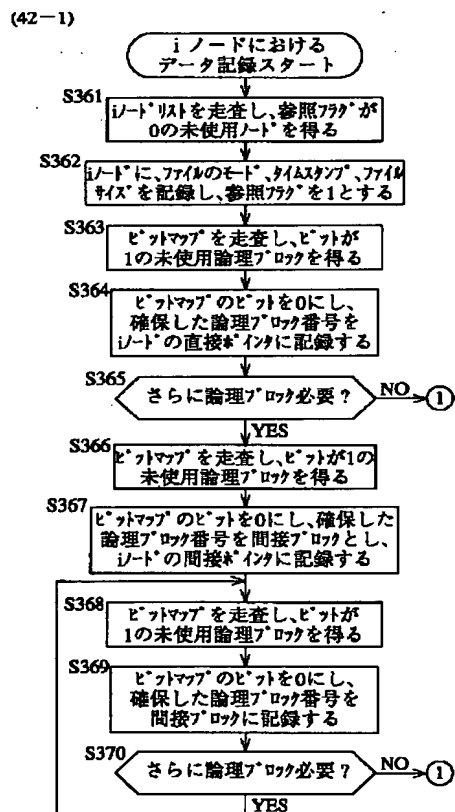 (42-1)
i ノードにおける
データ記録スタート
S361
iノードリストを走査し、参照フラグが
0の未使用ノードを得る
S362
iノードに、ファイルのモード、タイムスタンプ、ファイル
サイズを記録し、参照フラグを1とする
S363
ビットマップを走査し、ビットが
1の未使用論理ブロックを得る
S364
ビットマップのビットを0にし、
確保した論理ブロック番号を
iノードの直接ポインタに記録する
S365
さらに論理ブロック必要?
NO
1
YES
S366
ビットマップを走査し、ビットが1の
未使用論理ブロックを得る
S367
ビットマップのビットを0にし、確保した
論理ブロック番号を間接ブロックとし、
iノードの間接ポインタに記録する
S368
ビットマップを走査し、ビットが
1の未使用論理ブロックを得る
S369
ビットマップのビットを0にし、
確保した論理ブロック番号を
間接ブロックに記録する
S370
さらに論理ブロック必要?
NO
1
YES